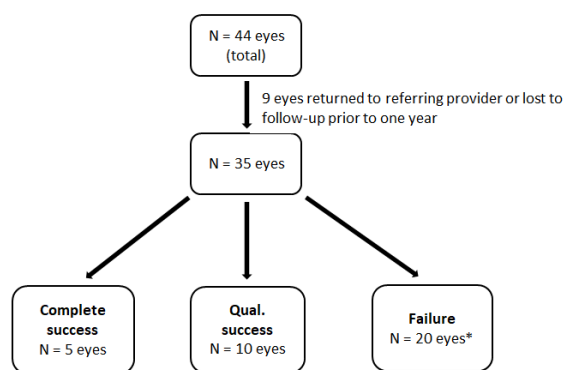 N = 44 eyes
(total)
9 eyes returned to referring provider or lost to
follow-up prior to one year
N = 35 eyes
Complete
success
N = 5 eyes
Qual.
success
N = 10 eyes
Failure
N = 20 eyes*